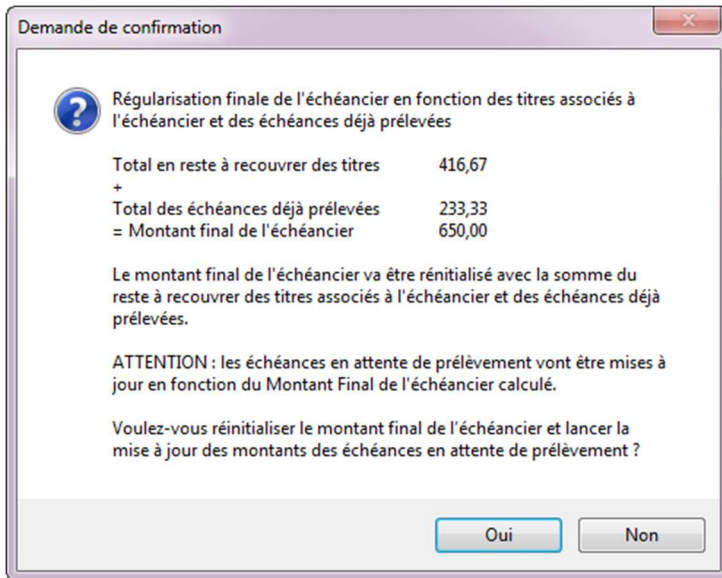 Demande de confirmation
Régularisation finale de l'échéancier en fonction des titres associés à
l'échéancier et des échéances déjà prélevées
Total en reste à recouvrer des titres 416,67
+
Total des échéances déjà prélevées 233,33
= Montant final de l'échéancier 650,00
Le montant final de l'échéancier va être rénitialisé avec la somme du
reste à recouvrer des titres associés à l'échéancier et des échéances déjà
prélevées.
ATTENTION : les échéances en attente de prélèvement vont être mises à
jour en fonction du Montant Final de l'échéancier calculé.
Voulez-vous réinitialiser le montant final de l'échéancier et lancer la
mise à jour des montants des échéances en attente de prélèvement ?
Oui Non